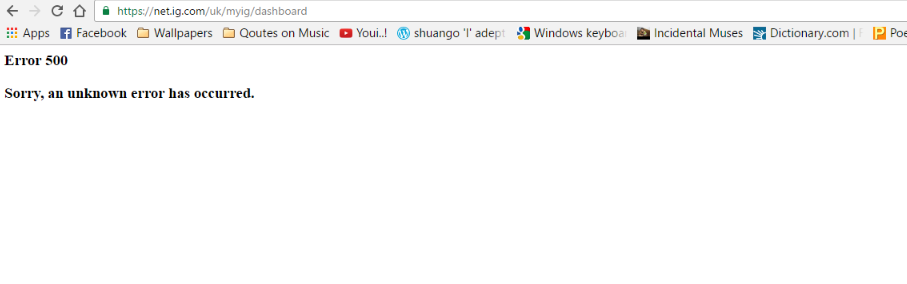 https://net.ig.com/uk/myig/dashboard
Apps Facebook Wallpapers Qoutes on Music Youi..! shuango 'I' adept Windows keyboa Incidental Muses Dictionary.com | Poe
Error 500
Sorry, an unknown error has occurred.